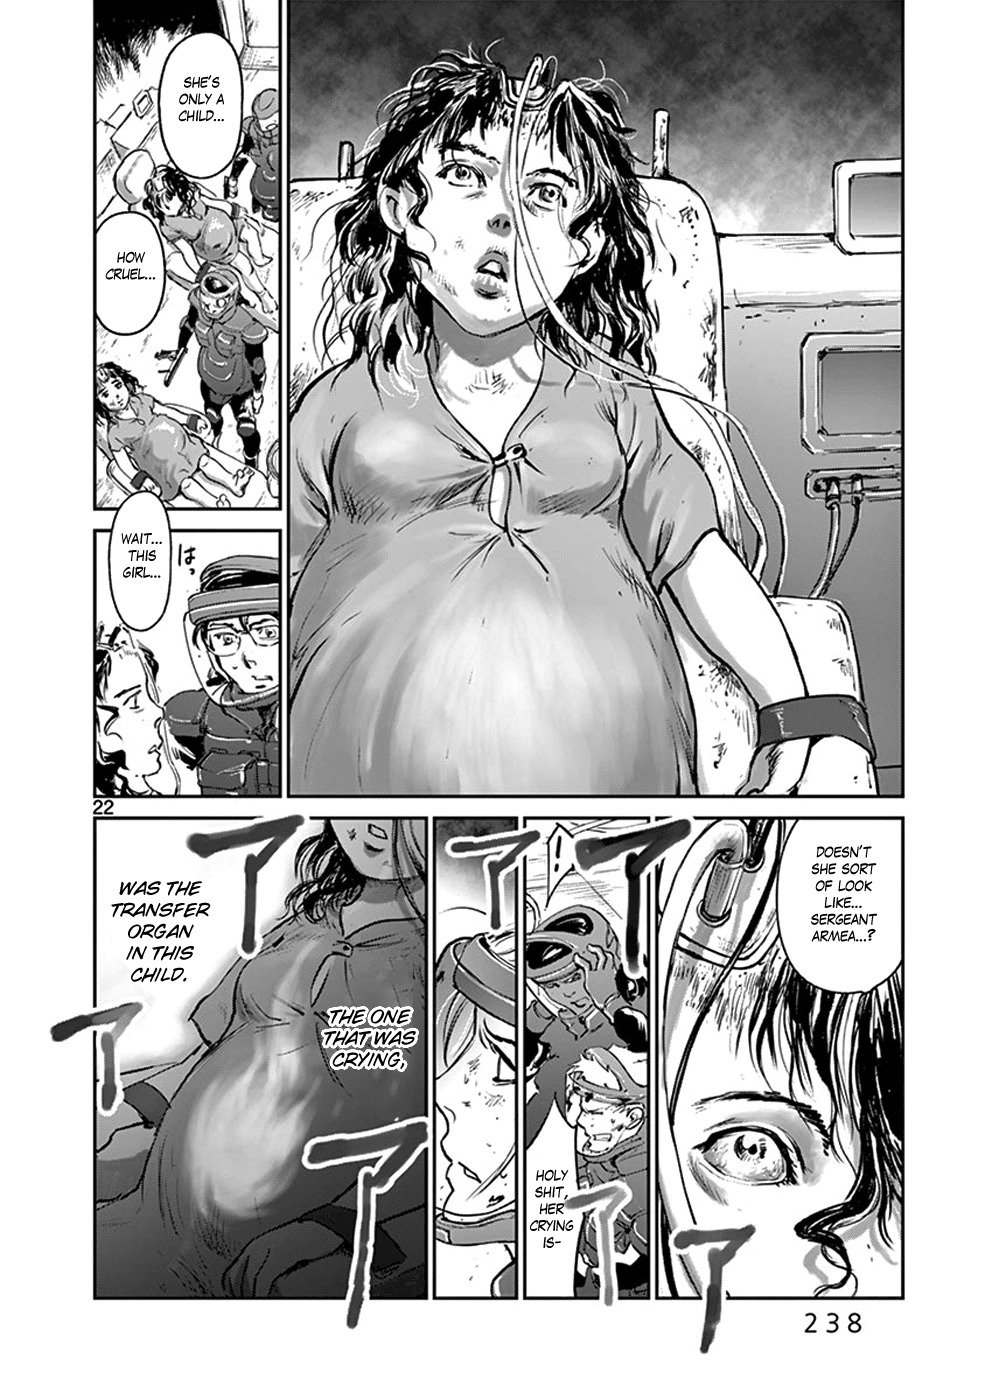 SHE'S
ONLY A
CHILD...
HOW
CRUEL...
WAIT...
THIS
GIRL...
はっ
22
DOESN'T
SHE SORT
OF LOOK
LIKE...
SERGEANT
ARMEA...?
!
HOLY
SHIT,
HER
CRYING
IS-
アアアアアアア
THE ONE
THAT WAS
CRYING,
WAS THE
TRANSFER
ORGAN
IN THIS
CHILD.
238